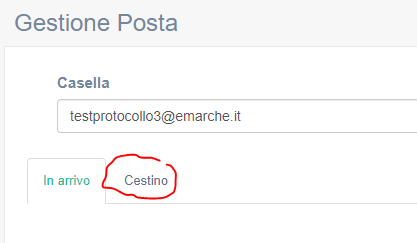 Gestione Posta
Casella
testprotocollo3@emarche.it
In arrivo Cestino